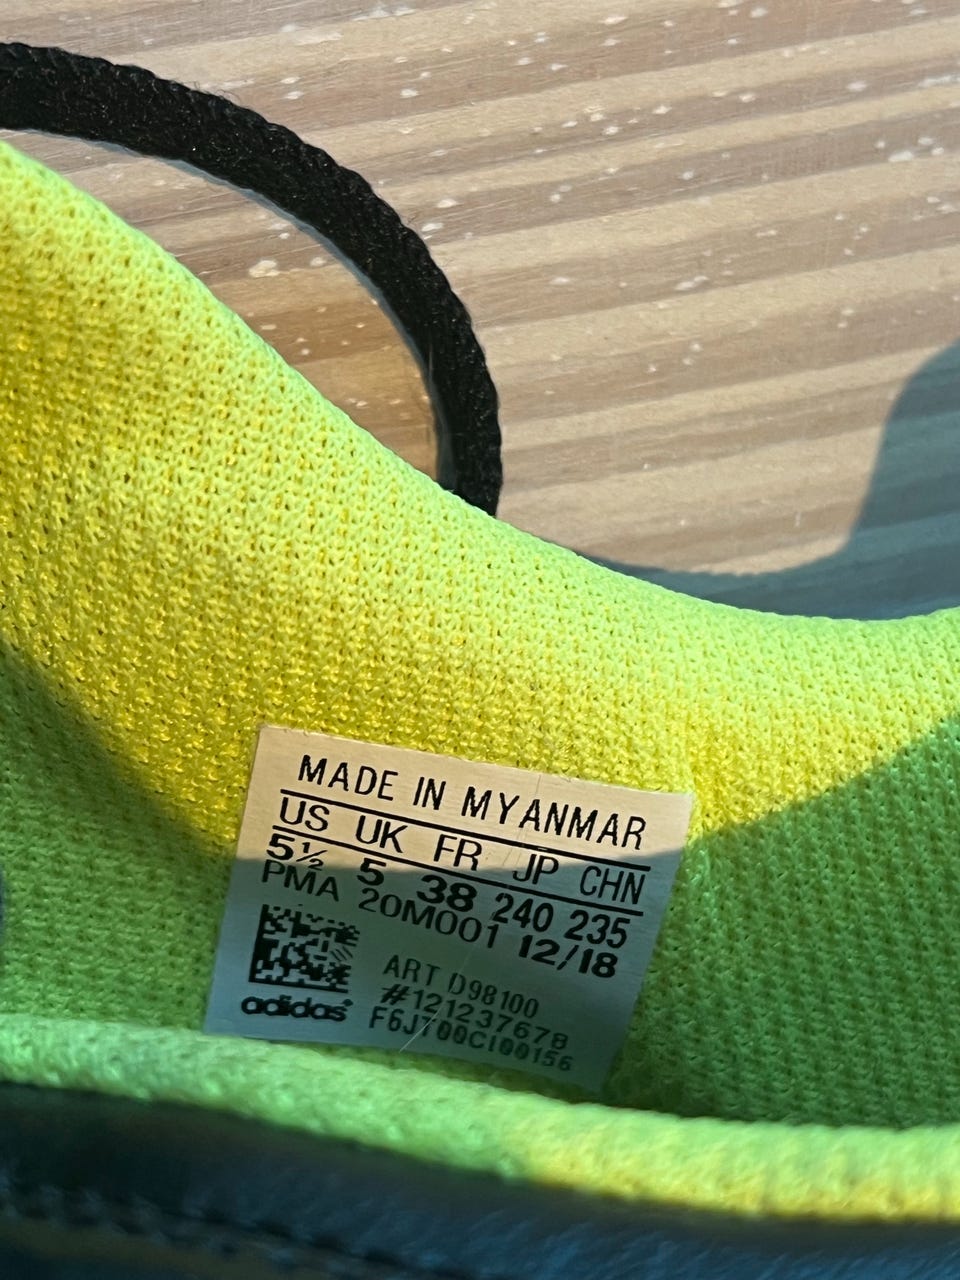 MADE IN MYANMAR
US UK FR JP CHN
5½ 5 38 240 235
PMA 20M001 12/18
ART D98100
#121237678
F6JT00CI00156
adidas